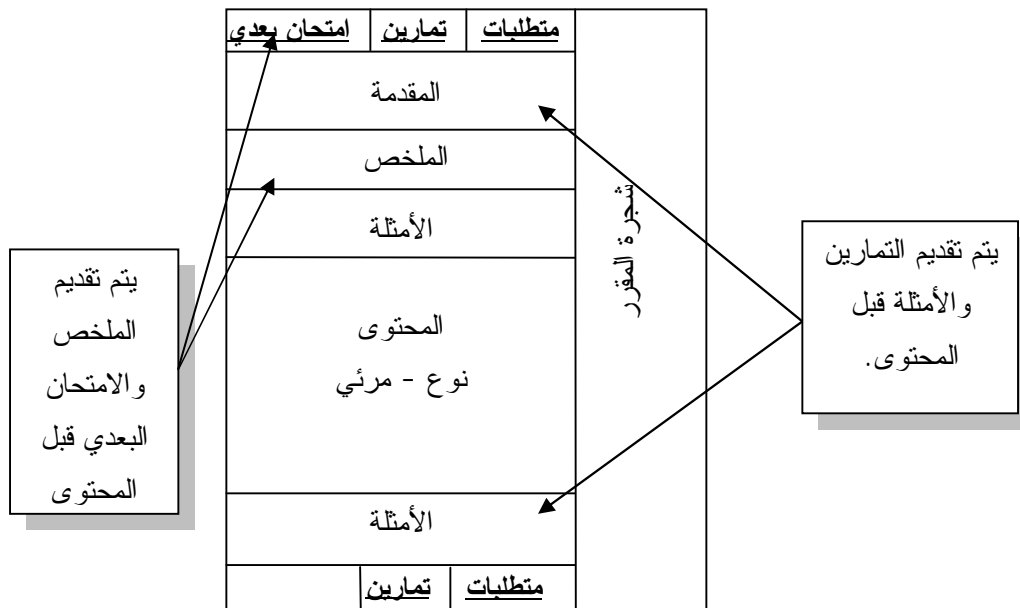 متطلبات تمارين امتحان بعدي
المقدمة
الملخص
الأمثلة
المحتوى
نوع - مرئي
الأمثلة
متطلبات تمارين
شجرة المقرر
يتم تقديم التمارين
والأمثلة قبل
المحتوى.
يتم تقديم
الملخص
والامتحان
البعدي قبل
المحتوى